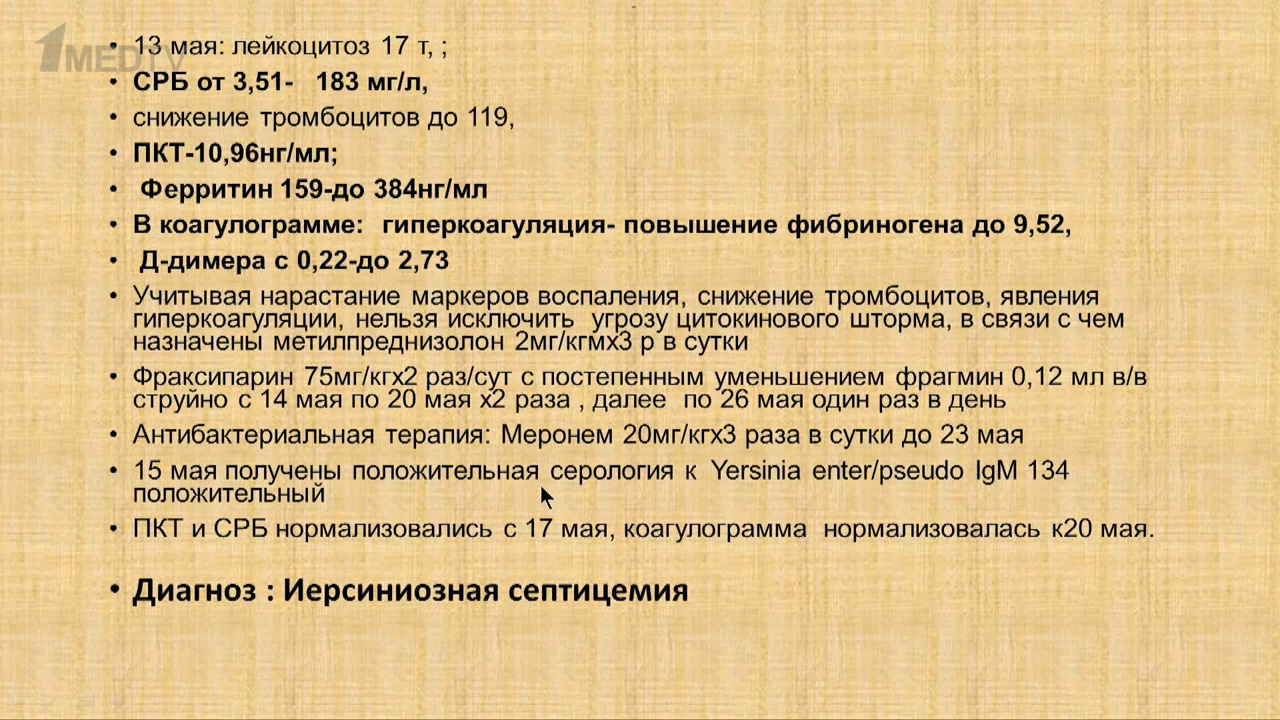 1MEDTV
• 13 мая: лейкоцитоз 17 т, ;
• СРБ от 3,51- 183 мг/л,
• снижение тромбоцитов до 119,
• ПКТ-10,96нг/мл;
• Ферритин 159-до 384нг/мл
• В коагулограмме: гиперкоагуляция- повышение фибриногена до 9,52,
• Д-димера с 0,22-до 2,73
• Учитывая нарастание маркеров воспаления, снижение тромбоцитов, явления
гиперкоагуляции, нельзя исключить угрозу цитокинового шторма, в связи с чем
назначены метилпреднизолон 2мг/кгмх3 р в сутки
• Фраксипарин 75мг/кгх2 раз/сут с постепенным уменьшением фрагмин 0,12 мл в/в
струйно с 14 мая по 20 мая х2 раза , далее по 26 мая один раз в день
• Антибактериальная терапия: Меронем 20мг/кгх3 раза в сутки до 23 мая
• 15 мая получены положительная серология к Yersinia enter/pseudo IgM 134
положительный
• ПКТ и СРБ нормализовались с 17 мая, коагулограмма нормализовалась к20 мая.
• Диагноз : Иерсиниозная септицемия